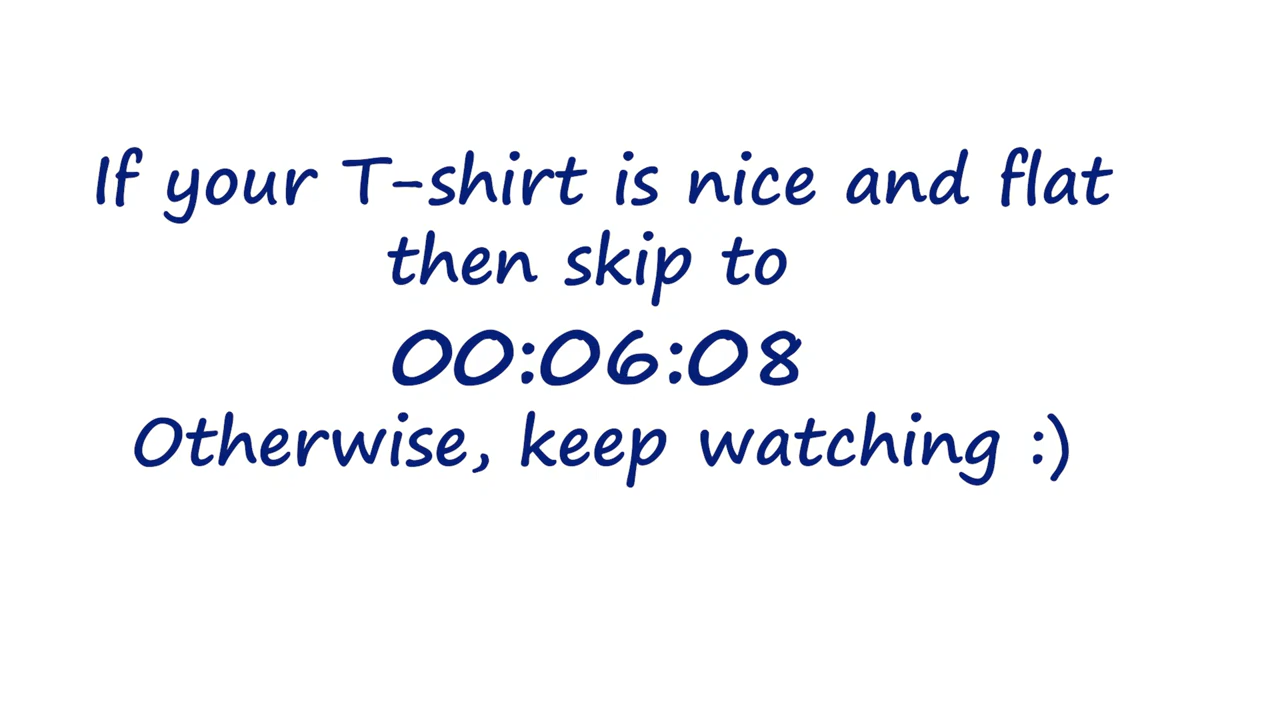 If your T-shirt is nice and flat
then skip to
00:06:08
Otherwise, keep watching :)